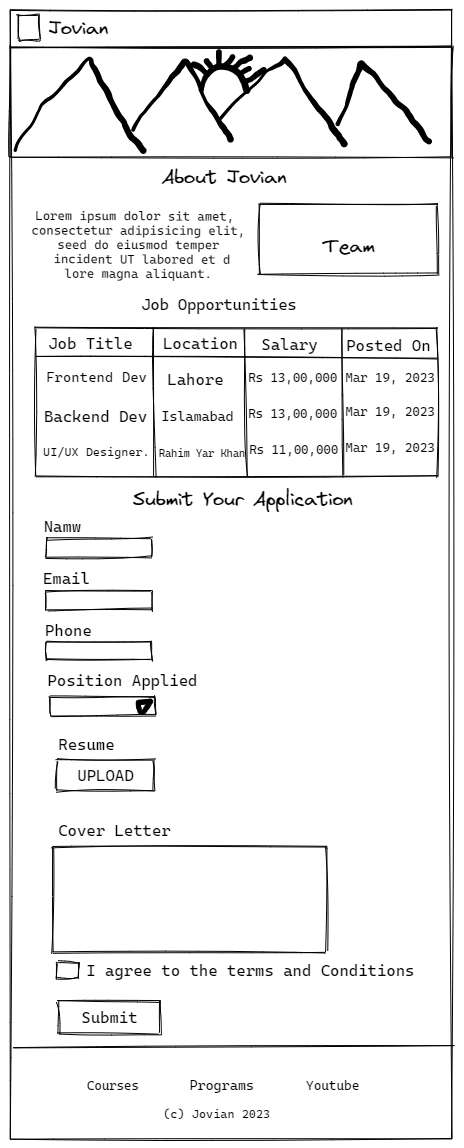 Jovian
About Jovian
Lorem ipsum dolor sit amet,
consectetur adipisicing elit,
seed do eiusmod temper
incident UT labored et d
lore magna aliquant.
Team
Job Opportunities
Job Title Location Salary Posted On
Frontend Dev Lahore Rs 13,00,000 Mar 19, 2023
Backend Dev Islamabad Rs 13,00,000 Mar 19, 2023
UI/UX Designer. Rahim Yar Khan Rs 11,00,000 Mar 19, 2023
Submit Your Application
Namw
Email
Phone
Position Applied
Resume
UPLOAD
Cover Letter
I agree to the terms and Conditions
Submit
Courses Programs Youtube
(c) Jovian 2023